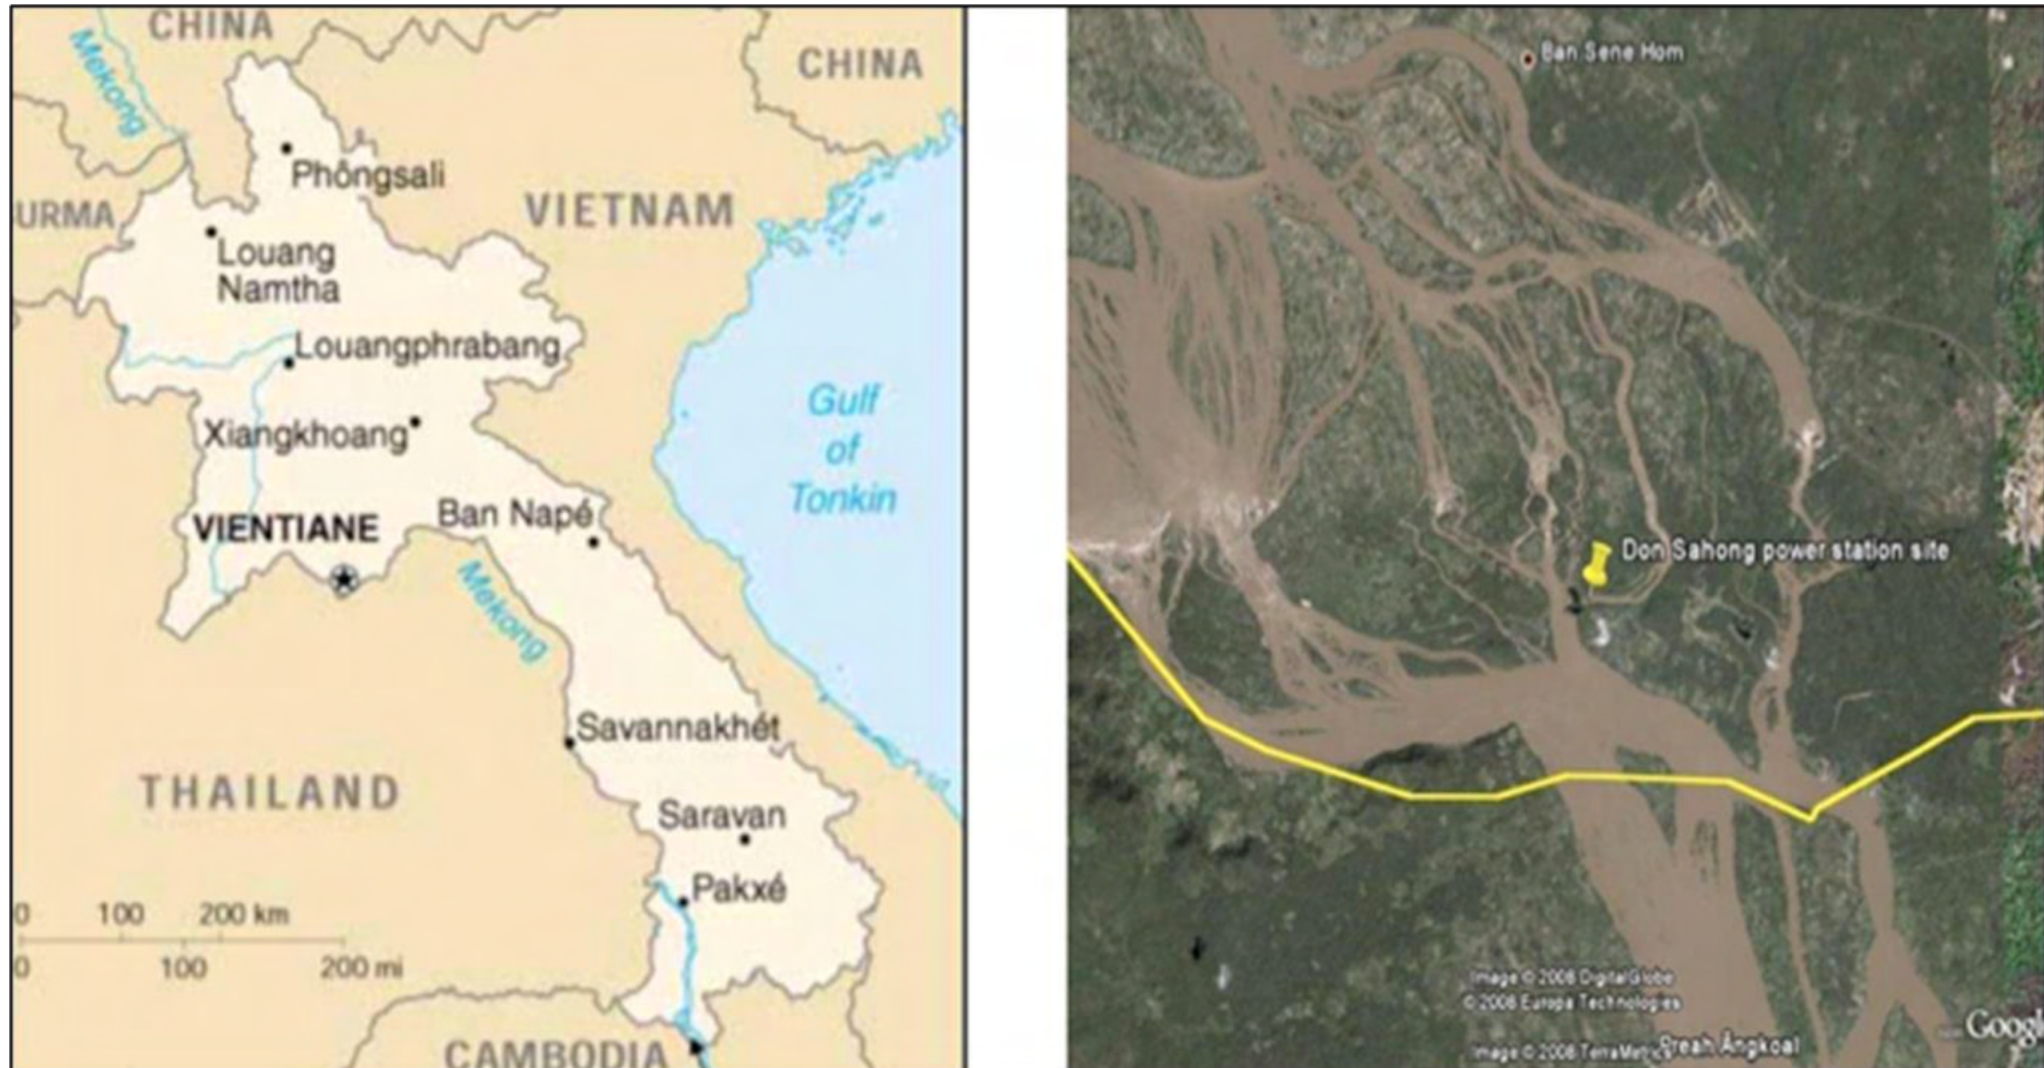 CHINA
Mekong
CHINA
Phôngsali
URMA
VIETNAM
Louang
Namtha
Louangphrabang
Gulf
of
Tonkin
Xiangkhoang
Ban Napé
VIENTIANE
Mekong
Savannakhét
THAILAND
Saravan
Pakxé
0 100 200 km
0 100 200 mi
CAMBODIA
Ban Sene Hom
Don Sahong power station site
Image © 2008 DigitalGlobe
© 2008 Europa Technologies
Image © 2008 TerraMetrics
Preah Ângkoal
Googl